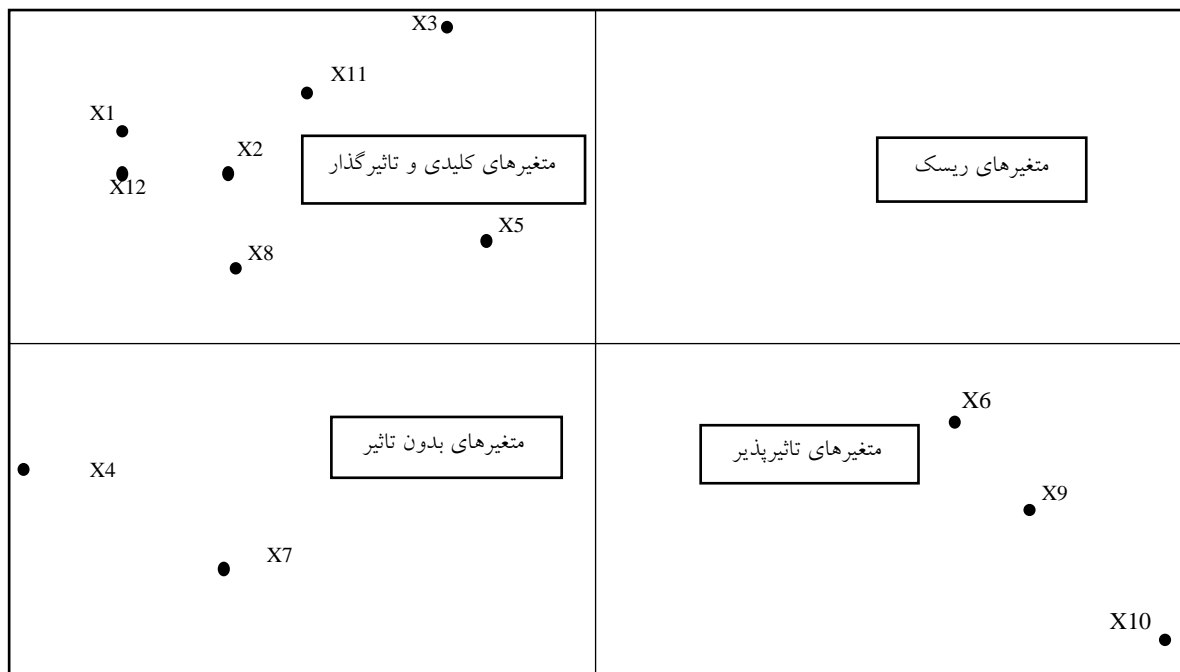 X3
X11
X1
X2
متغیرهای کلیدی و تاثیرگذار
متغیرهای ریسک
X12
X5
X8
X6
متغیرهای بدون تاثیر
متغیرهای تاثیرپذیر
X4
X9
X7
X10